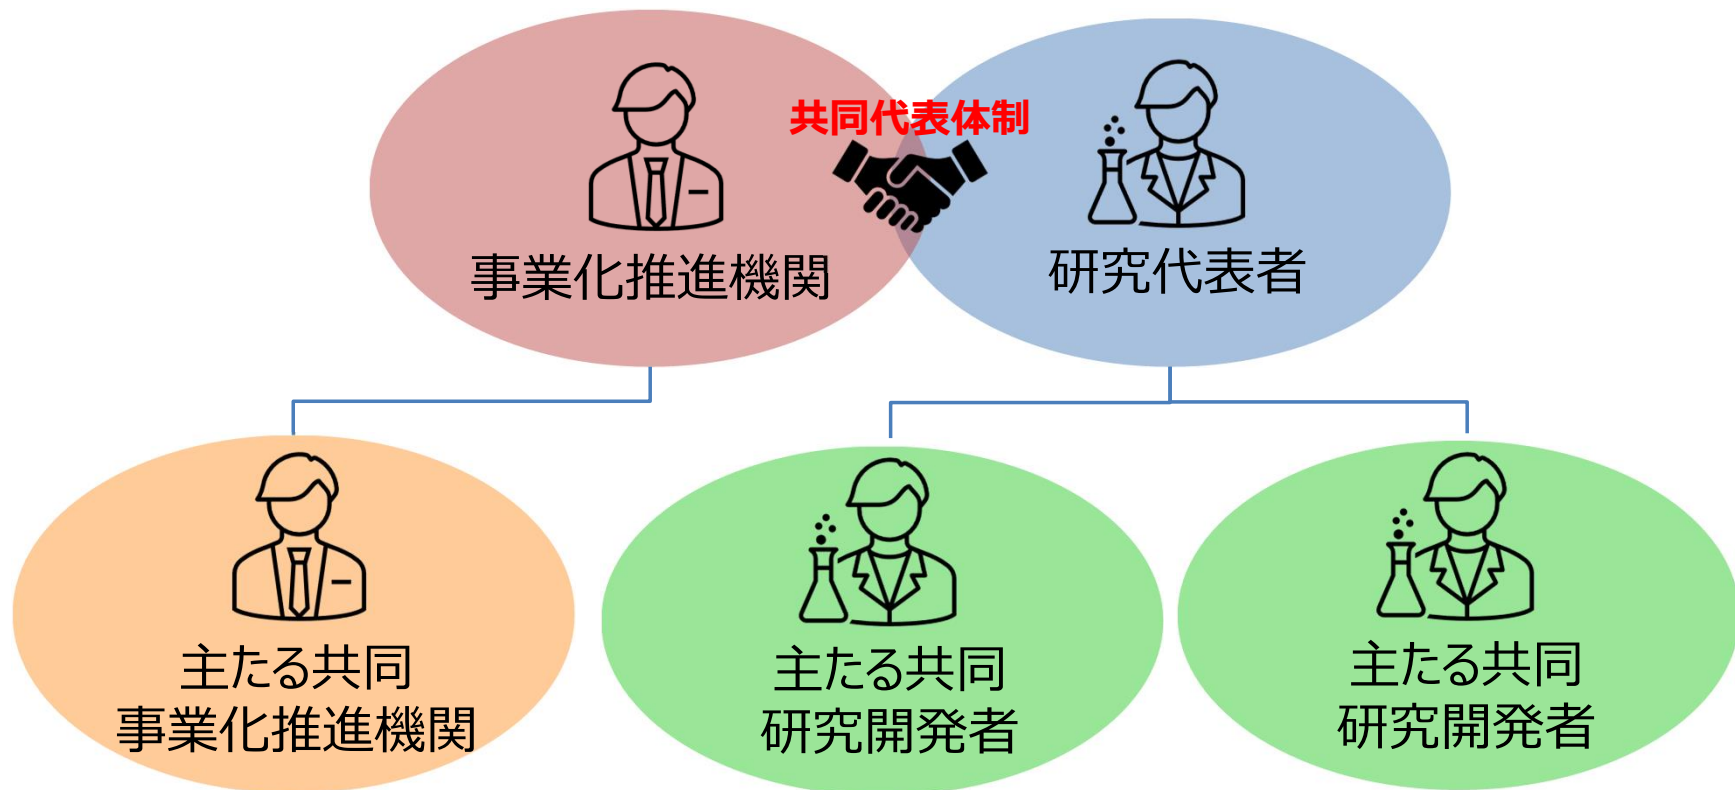 共同代表体制
事業化推進機関
研究代表者
主たる共同
事業化推進機関
主たる共同
研究開発者
主たる共同
研究開発者